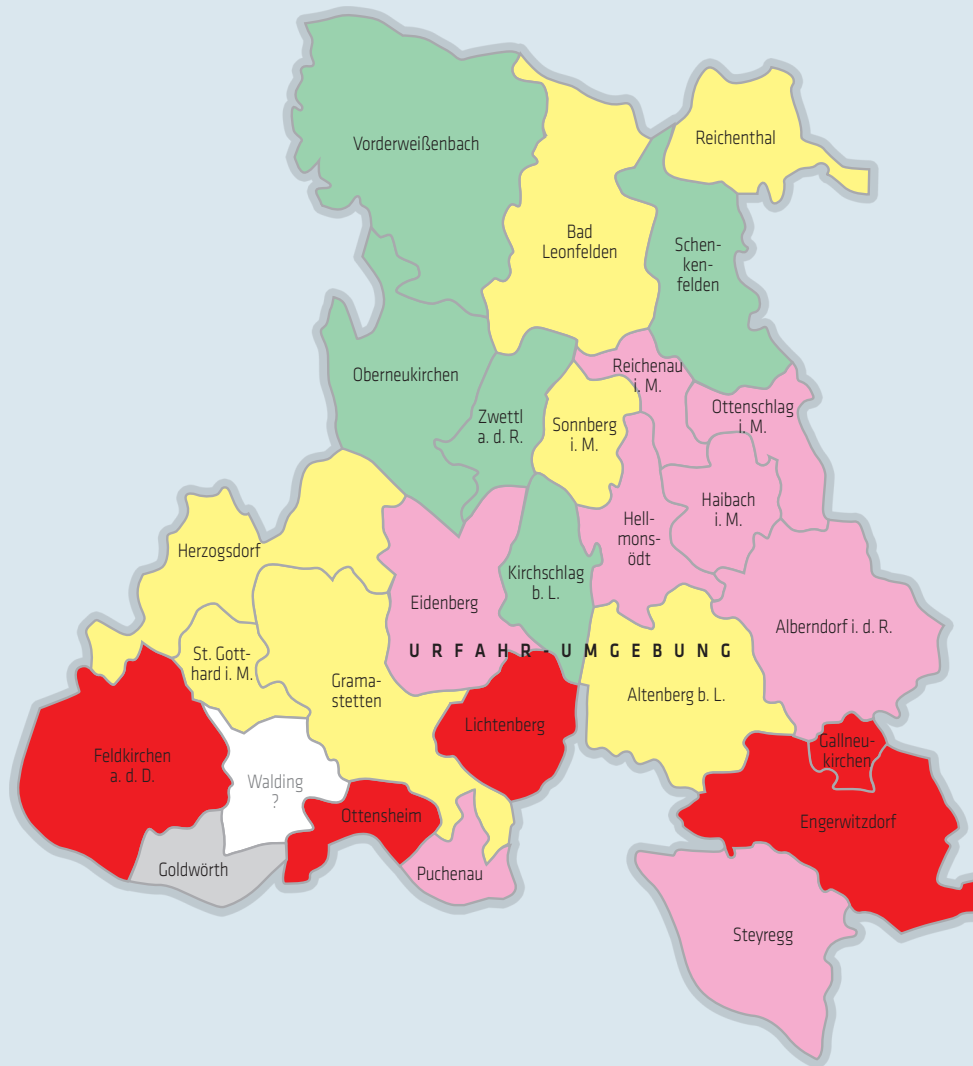 Vorderweißenbach
Reichenthal
Bad
Leonfelden
Schen-
ken-
felden
Oberneukirchen
Reichenau
i. M.
Zwettl
a. d. R.
Sonnberg
i. M.
Ottenschlag
i. M.
Haibach
i. M.
Herzogsdorf
Hell-
mons-
ödt
Kirchschlag
b. L.
Eidenberg
Alberndorf i. d. R.
URFAHR-UMGEBUNG
St. Gott-
hard i. M.
Grama-
stetten
Altenberg b. L.
Lichtenberg
Feldkirchen
a. d. D.
Gallneu-
kirchen
Walding
?
Ottensheim
Engerwitzdorf
Goldwörth
Puchenau
Steyregg